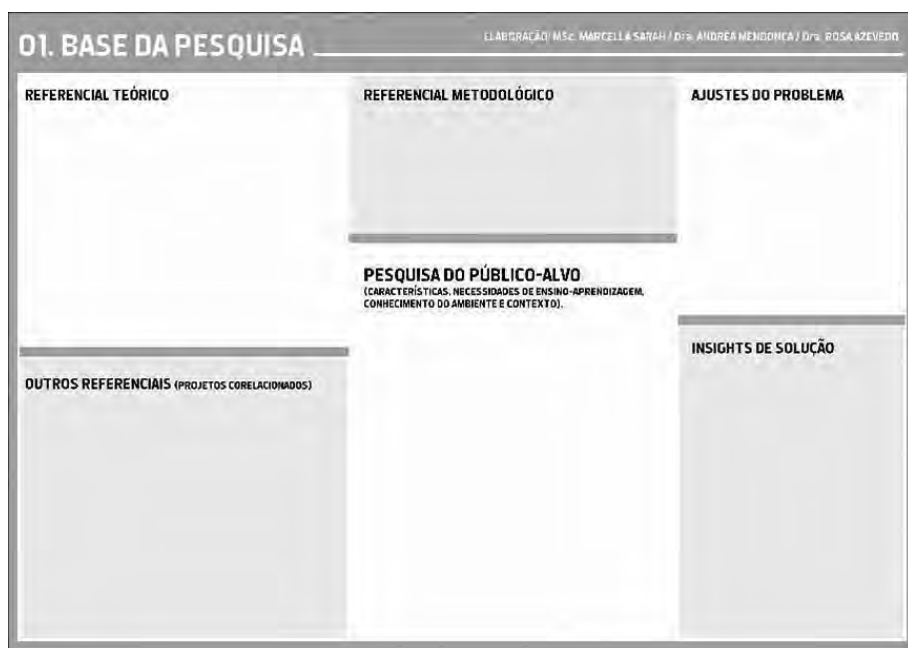 01. BASE DA PESQUISA
ELABORAÇÃO: MSc. MARCELLA SARAH / Dra. ANDREA MENDONCA / Dra. ROSA AZEVEDO
REFERENCIAL TEÓRICO
OUTROS REFERENCIAIS (PROJETOS CORELACIONADOS)
REFERENCIAL METODOLÓGICO
PESQUISA DO PÚBLICO-ALVO
(CARACTERÍSTICAS, NECESSIDADES DE ENSINO-APRENDIZAGEM,
CONHECIMENTO DO AMBIENTE E CONTEXTO).
AJUSTES DO PROBLEMA
INSIGHTS DE SOLUÇÃO